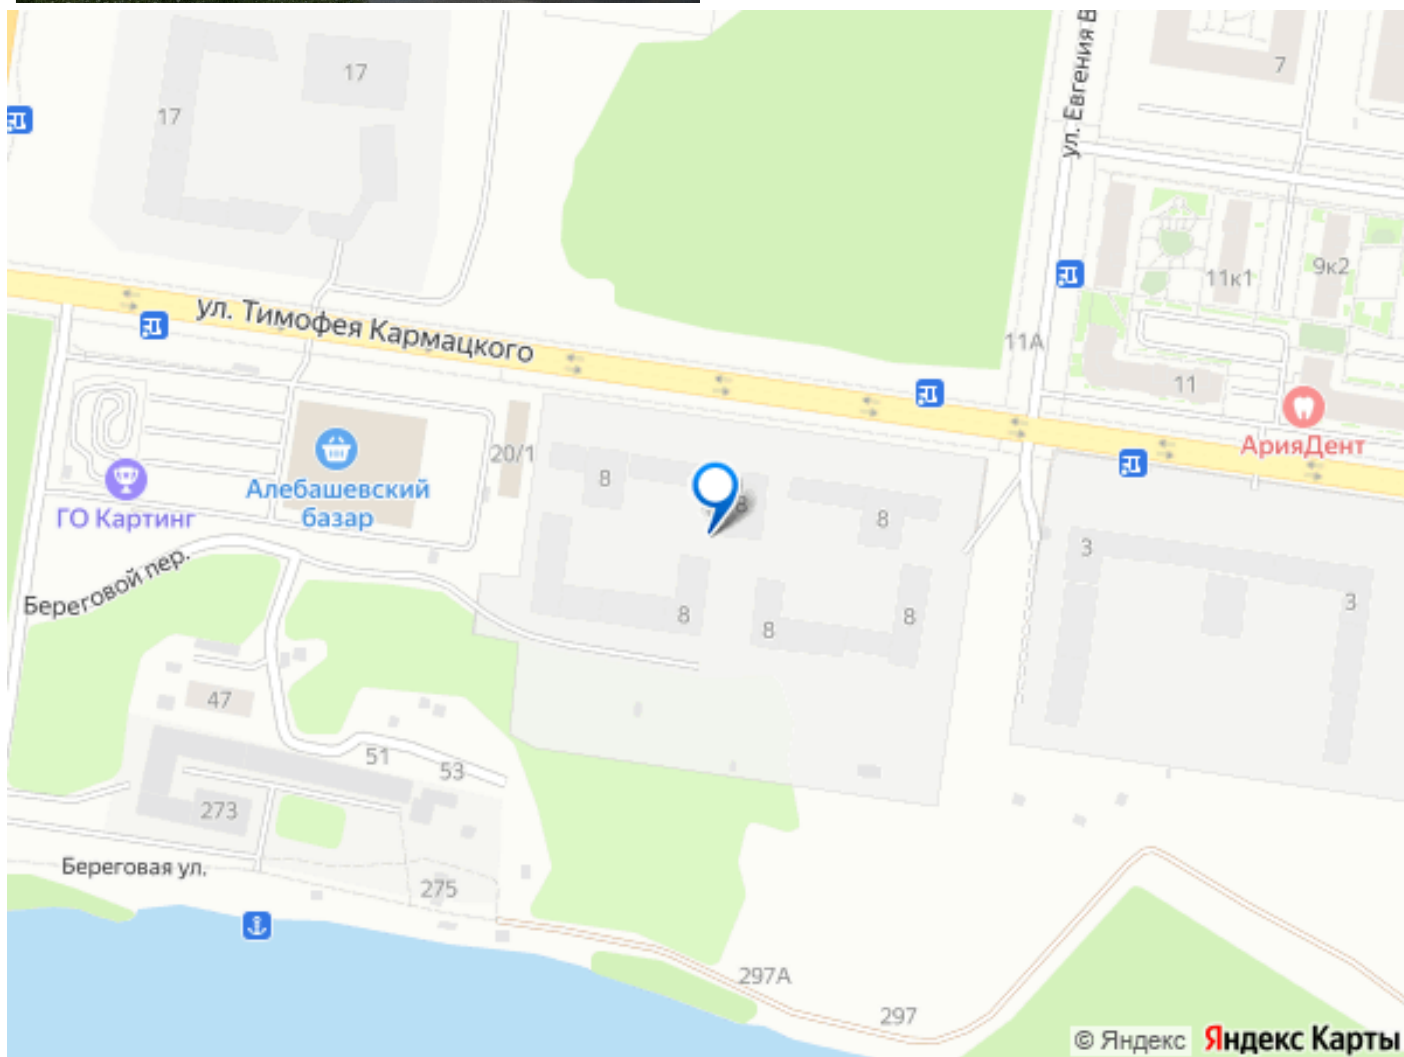 17
7
17
ул. Евгения В
9к2
11к1
ул. Тимофея Кармацкого
11А
11
АрияДент
20/1
8
8
8
Алебашевский
базар
ГО Картинг
3
3
Береговой пер.
8
8
8
47
51
53
273
Береговая ул.
275
297А
297
© Яндекс Яндекс Карты